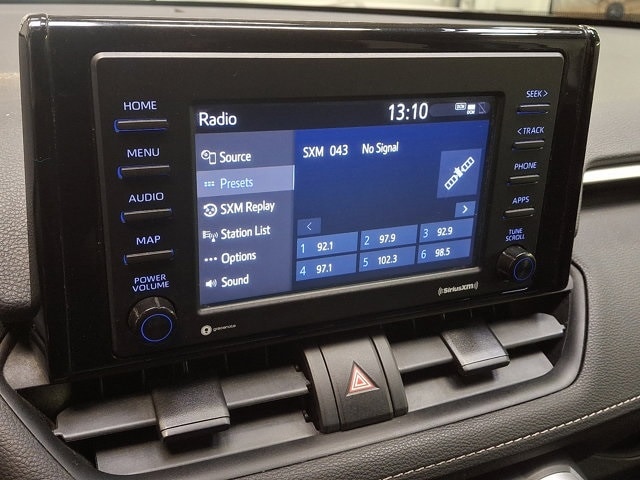 HOME
MENU
AUDIO
MAP
POWER
VOLUME
Radio
13:10
DCM
Source
Presets
SXM Replay
Station List
Options
Sound
SXM 043 No Signal
<
>
1 92.1
2 97.9
3 92.9
4 97.1
5 102.3
6 98.5
SEEK>
<TRACK
PHONE
APPS
TUNE
SCROLL
gracenote
((SiriusXM))